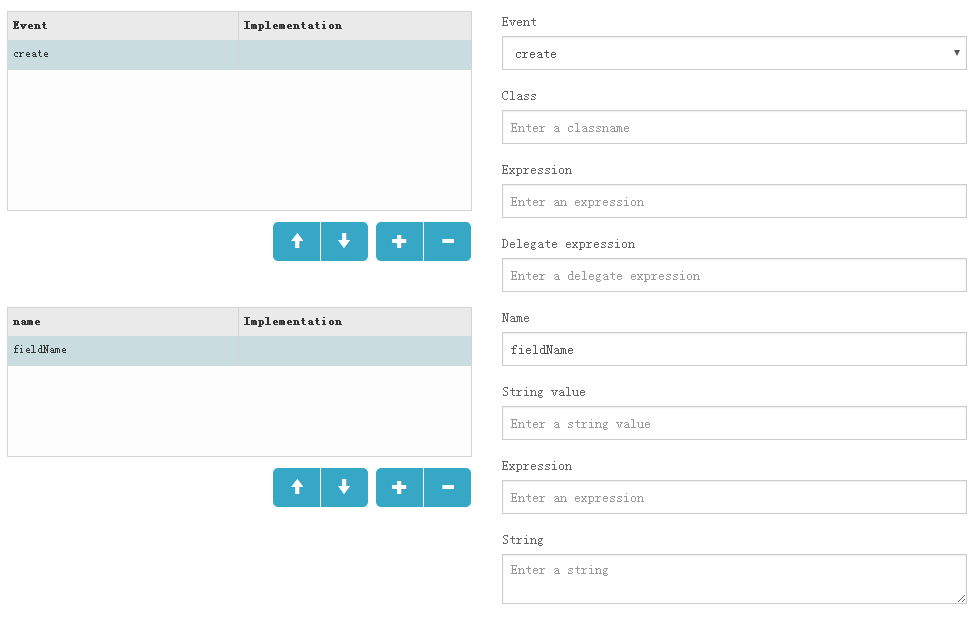 Event Implementation
create
name Implementation
fieldName
Event
create
Class
Enter a classname
Expression
Enter an expression
Delegate expression
Enter a delegate expression
Name
fieldName
String value
Enter a string value
Expression
Enter an expression
String
Enter a string